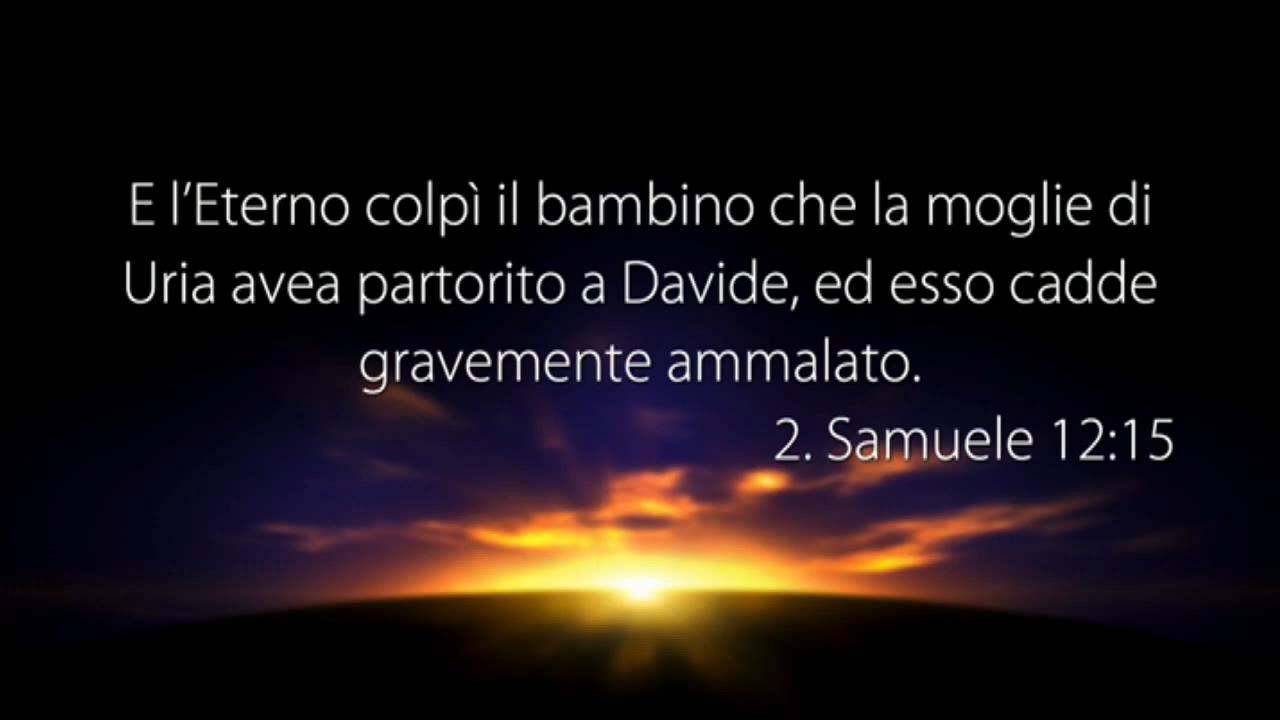 E l’Eterno colpì il bambino che la moglie di
Uria avea partorito a Davide, ed esso cadde
gravemente ammalato.
2. Samuele 12:15